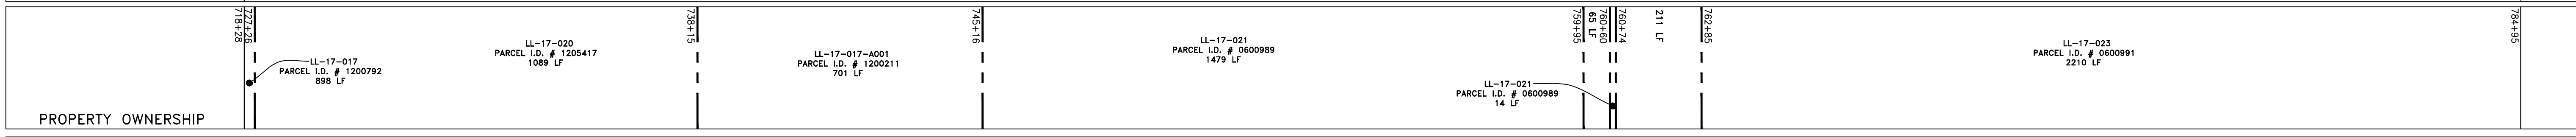 PROPERTY OWNERSHIP
718+28
727+26
LL-17-017
PARCEL I.D. # 1200792
898 LF
LL-17-020
PARCEL I.D. # 1205417
1089 LF
738+15
LL-17-017-A001
PARCEL I.D. # 1200211
701 LF
745+16
LL-17-021
PARCEL I.D. # 0600989
1479 LF
759+95
65 LF
760+60
LL-17-021
PARCEL I.D. # 0600989
14 LF
760+74
211 LF
762+85
LL-17-023
PARCEL I.D. # 0600991
2210 LF
784+95